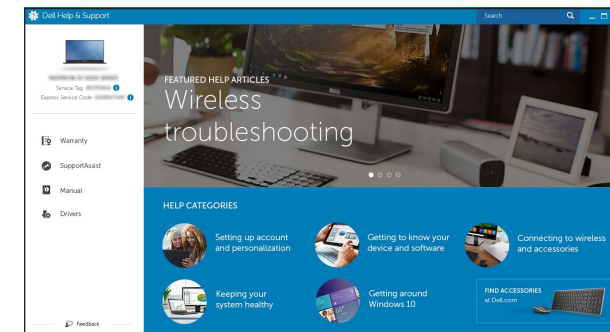 Dell Help & Support
Search
Service Tag:
Express Service Code:
Warranty
SupportAssist
Manual
Drivers
Feedback
FEATURED HELP ARTICLES
Wireless
troubleshooting
HELP CATEGORIES
Setting up account
and personalization
Getting to know your
device and software
Connecting to wireless
and accessories
Keeping your
system healthy
Getting around
Windows 10
FIND ACCESSORIES
at Dell.com